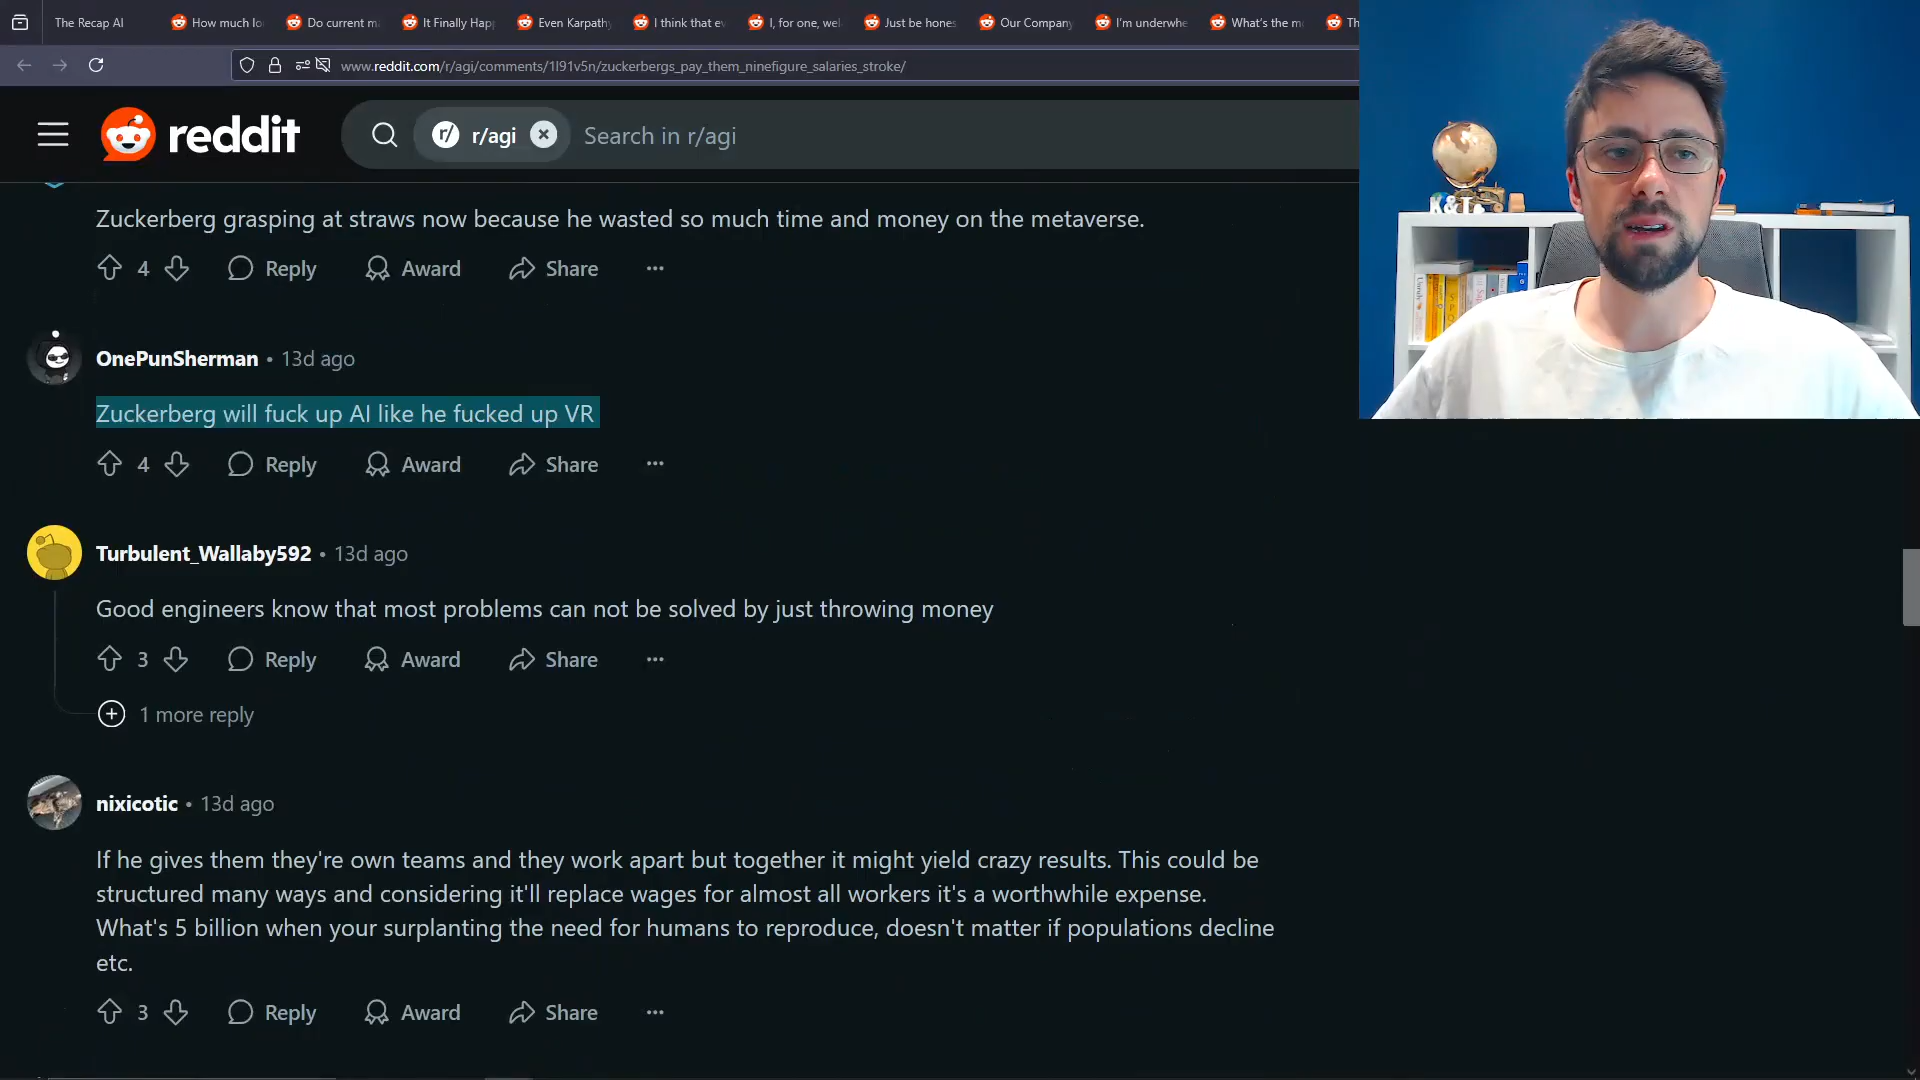 The Recap AI
How much lo
Do current m
It Finally Hap
Even Karpath
I think that ev
I, for one, wel
Just be hones
Our Company
I'm underwhe
What's the m
Th
www.reddit.com/r/agi/comments/1l91v5n/zuckerbergs_pay_them_ninefigure_salaries_stroke/
reddit
r/ r/agi Search in r/agi
K&T
Zuckerberg grasping at straws now because he wasted so much time and money on the metaverse.
4 Reply Award Share
OnePunSherman • 13d ago
Zuckerberg will fuck up AI like he fucked up VR
4 Reply Award Share
Turbulent_Wallaby592 • 13d ago
Good engineers know that most problems can not be solved by just throwing money
3 Reply Award Share
1 more reply
nixicotic • 13d ago
If he gives them they're own teams and they work apart but together it might yield crazy results. This could be
structured many ways and considering it'll replace wages for almost all workers it's a worthwhile expense.
What's 5 billion when your surplanting the need for humans to reproduce, doesn't matter if populations decline
etc.
3 Reply Award Share